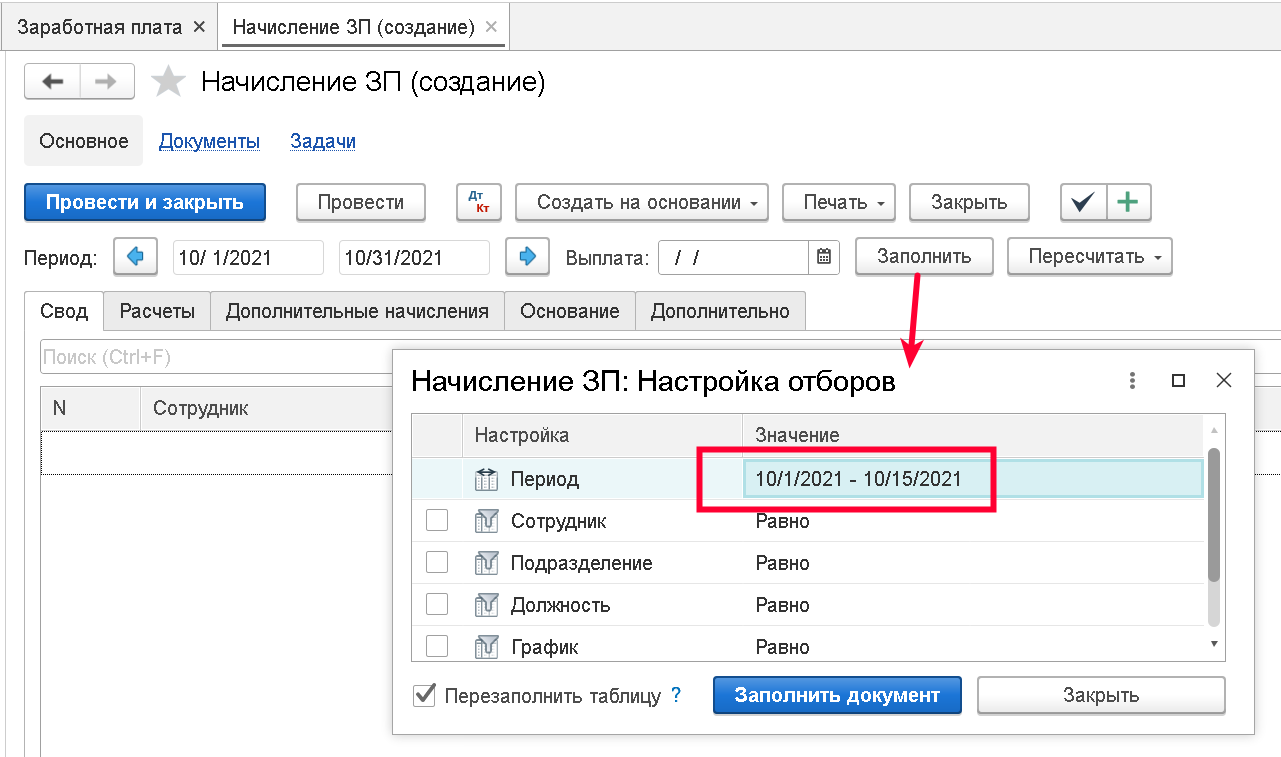 Заработная плата × Начисление ЗП (создание) ×
Начисление ЗП (создание)
Основное Документы Задачи
Провести и закрыть Провести Дт Кт Создать на основании Печать Закрыть
Период: 10/ 1/2021 10/31/2021 Выплата: / / Заполнить Пересчитать
Свод Расчеты Дополнительные начисления Основание Дополнительно
Поиск (Ctrl+F)
N Сотрудник
Начисление ЗП: Настройка отборов
Настройка Значение
Период 10/1/2021 - 10/15/2021
Сотрудник Равно
Подразделение Равно
Должность Равно
График Равно
Перезаполнить таблицу ? Заполнить документ Закрыть